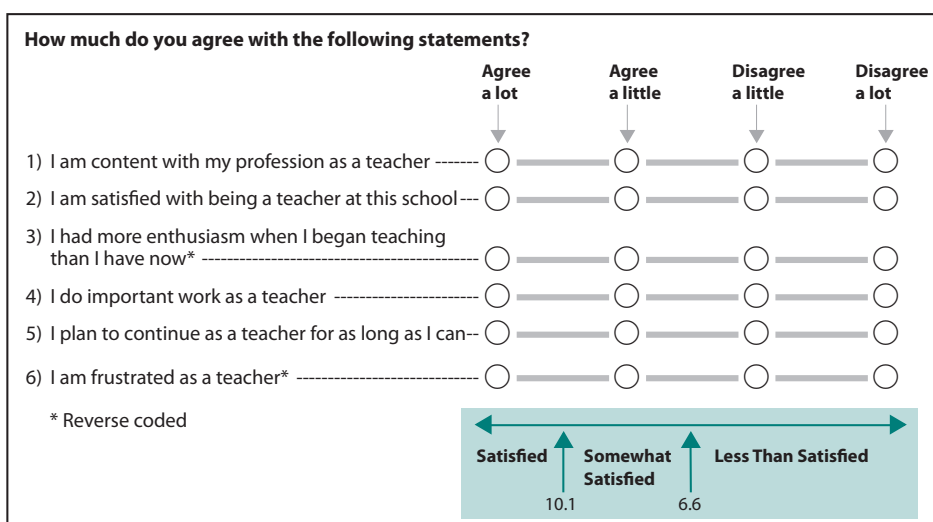 How much do you agree with the following statements?
Agree a lot
Agree a little
Disagree a little
Disagree a lot
1) I am content with my profession as a teacher -------
2) I am satisfied with being a teacher at this school---
3) I had more enthusiasm when I began teaching
than I have now* --------------------------------------------
4) I do important work as a teacher -----------------------
5) I plan to continue as a teacher for as long as I can--
6) I am frustrated as a teacher* -----------------------------
* Reverse coded
Satisfied
Somewhat Satisfied
Less Than Satisfied
10.1
6.6